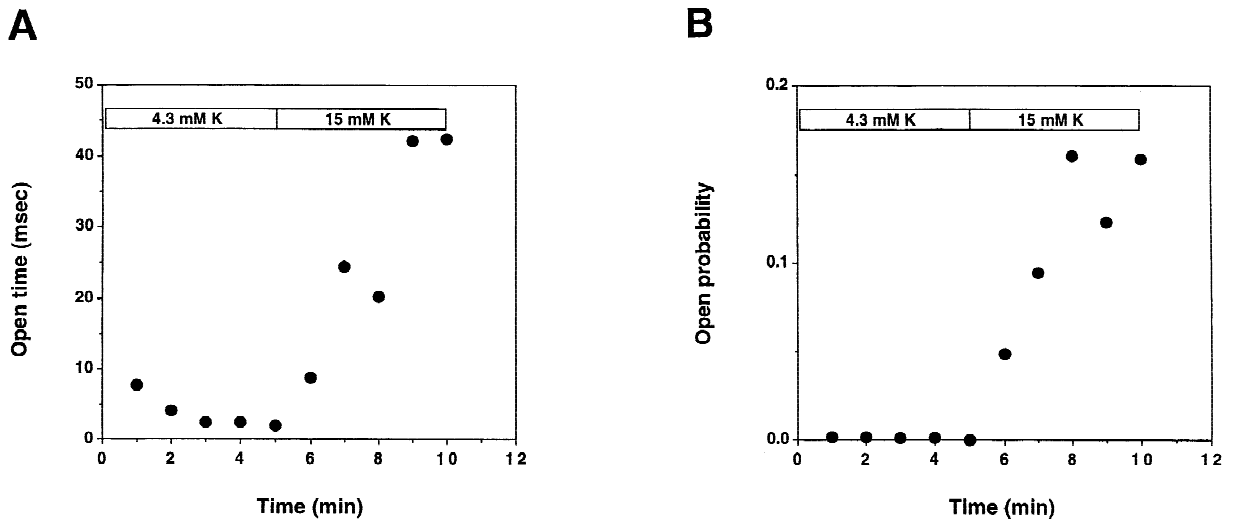 A
50
40
30
20
10
0
4.3 mM K
15 mM K
Open time (msec)
0 2 4 6 8 10 12
Time (min)
B
0.2
0.1
0.0
4.3 mM K
15 mM K
Open probability
0 2 4 6 8 10 12
Time (min)